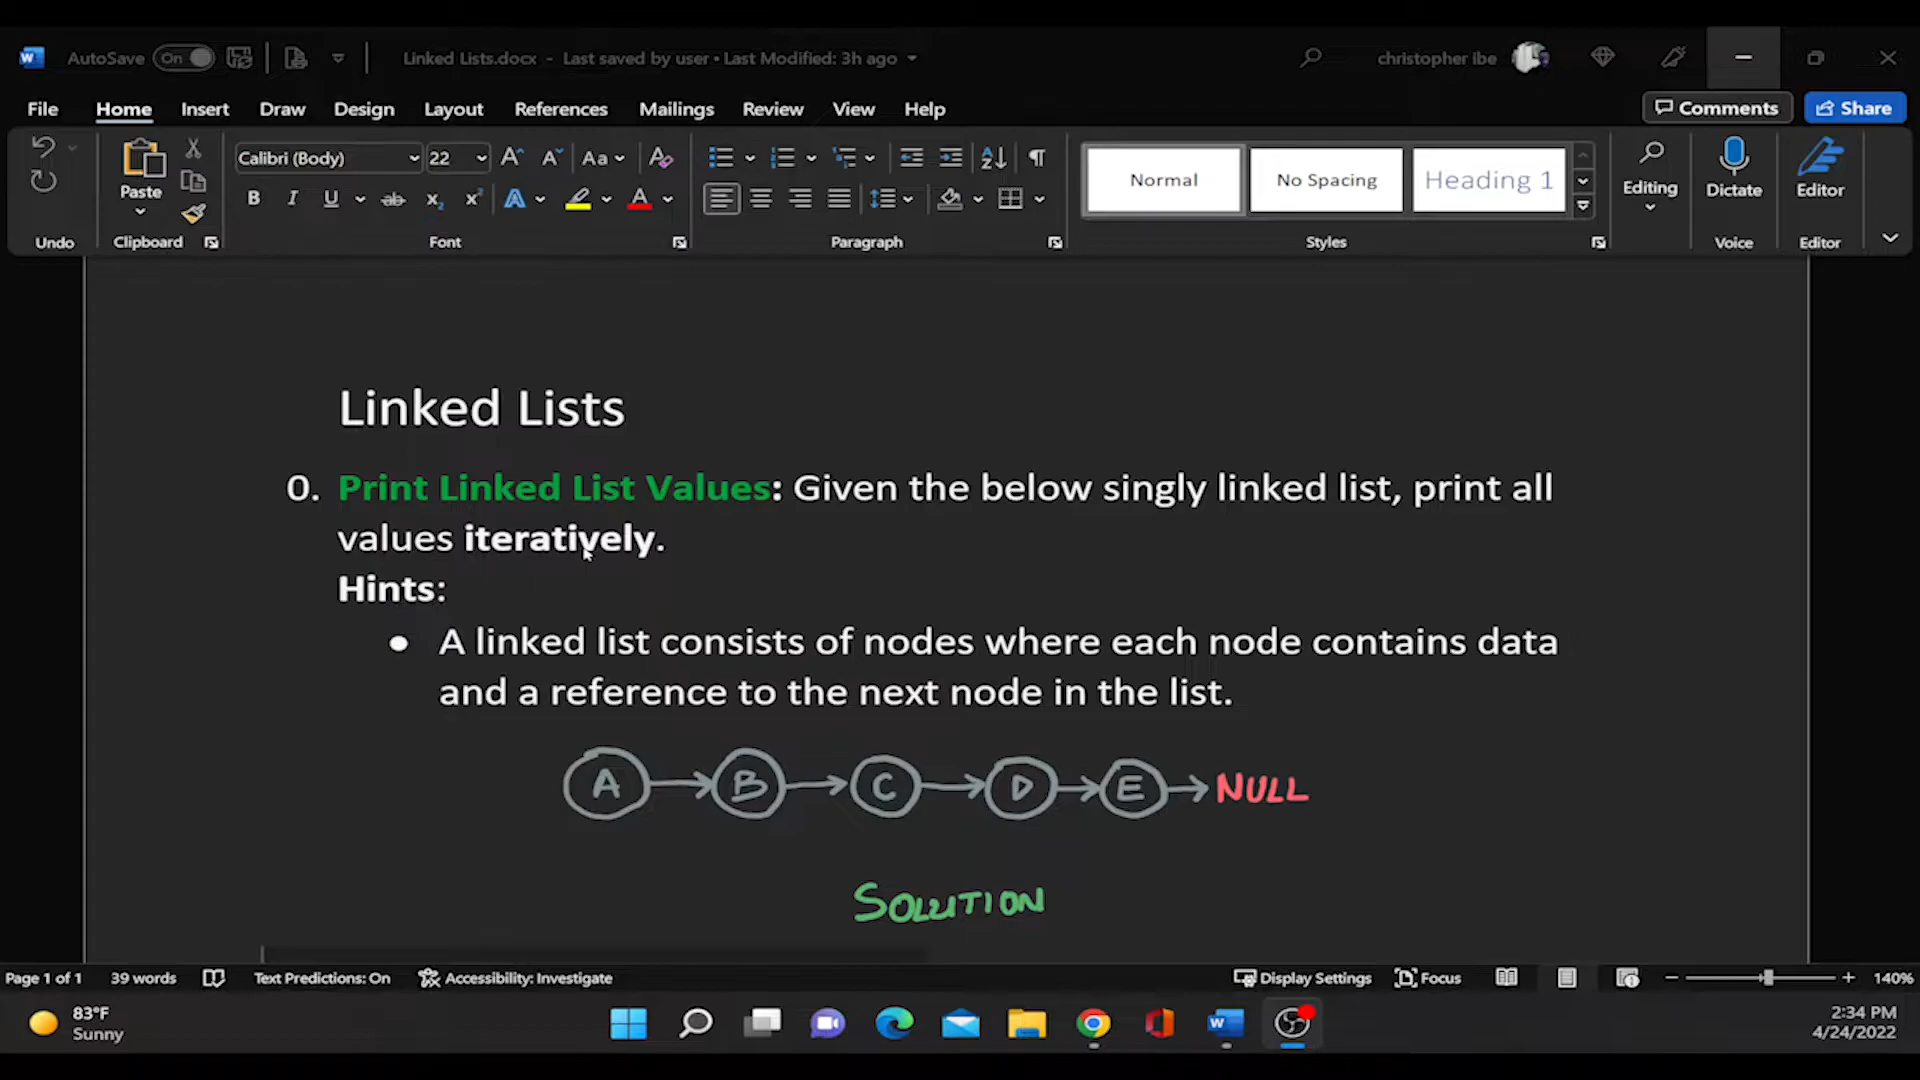 AutoSave On Linked Lists.docx - Last saved by user • Last Modified: 3h ago christopher ibe
File Home Insert Draw Design Layout References Mailings Review View Help Comments Share
Calibri (Body) 22 Aa
Paste
B I U ab x₂ x² A A
Normal No Spacing Heading 1
Editing Dictate Editor
Undo Clipboard Font Paragraph Styles Voice Editor
Linked Lists
0. Print Linked List Values: Given the below singly linked list, print all
values iteratively.
Hints:
• A linked list consists of nodes where each node contains data
and a reference to the next node in the list.
A → B → C → D → E → NULL
SOLUTION
Page 1 of 1 39 words Text Predictions: On Accessibility: Investigate Display Settings Focus 140%
83°F
Sunny
2:34 PM
4/24/2022